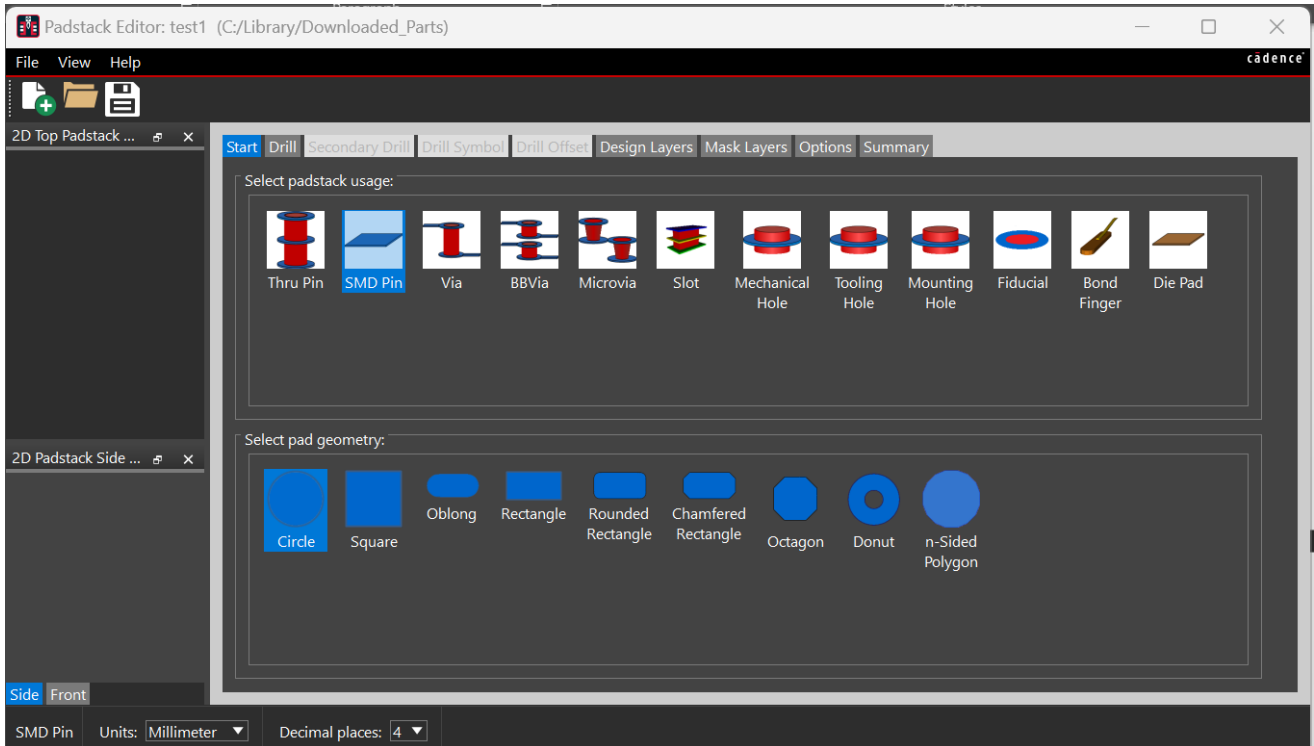 Padstack Editor: test1 (C:/Library/Downloaded_Parts)
File View Help
cādence
2D Top Padstack ...
Start Drill Secondary Drill Drill Symbol Drill Offset Design Layers Mask Layers Options Summary
Select padstack usage:
Thru Pin SMD Pin Via BBVia Microvia Slot Mechanical Hole Tooling Hole Mounting Hole Fiducial Bond Finger Die Pad
2D Padstack Side ...
Select pad geometry:
Circle Square Oblong Rectangle Rounded Rectangle Chamfered Rectangle Octagon Donut n-Sided Polygon
Side Front
SMD Pin Units: Millimeter Decimal places: 4